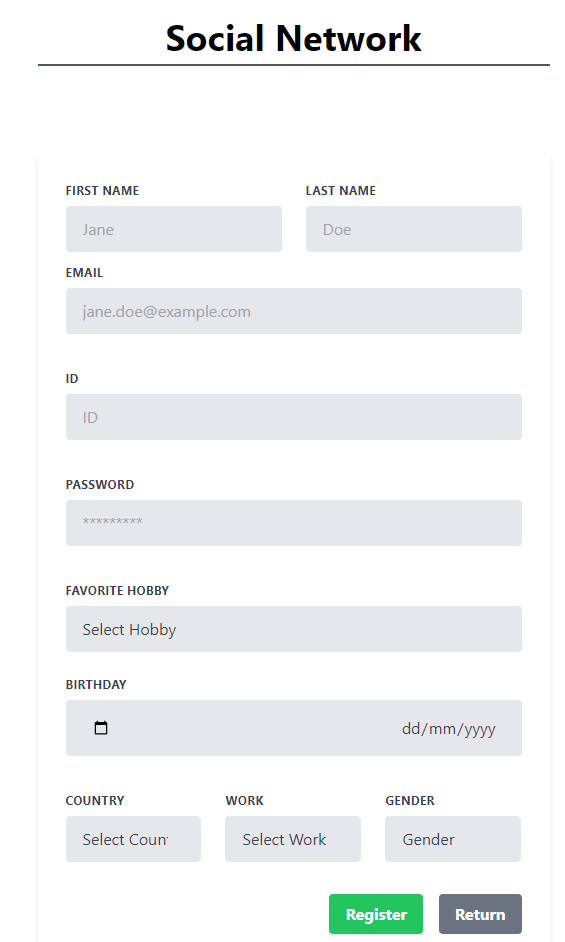 Social Network
FIRST NAME LAST NAME
Jane Doe
EMAIL
jane.doe@example.com
ID
ID
PASSWORD
*********
FAVORITE HOBBY
Select Hobby
BIRTHDAY
dd/mm/yyyy
COUNTRY WORK GENDER
Select Coun Select Work Gender
Register Return